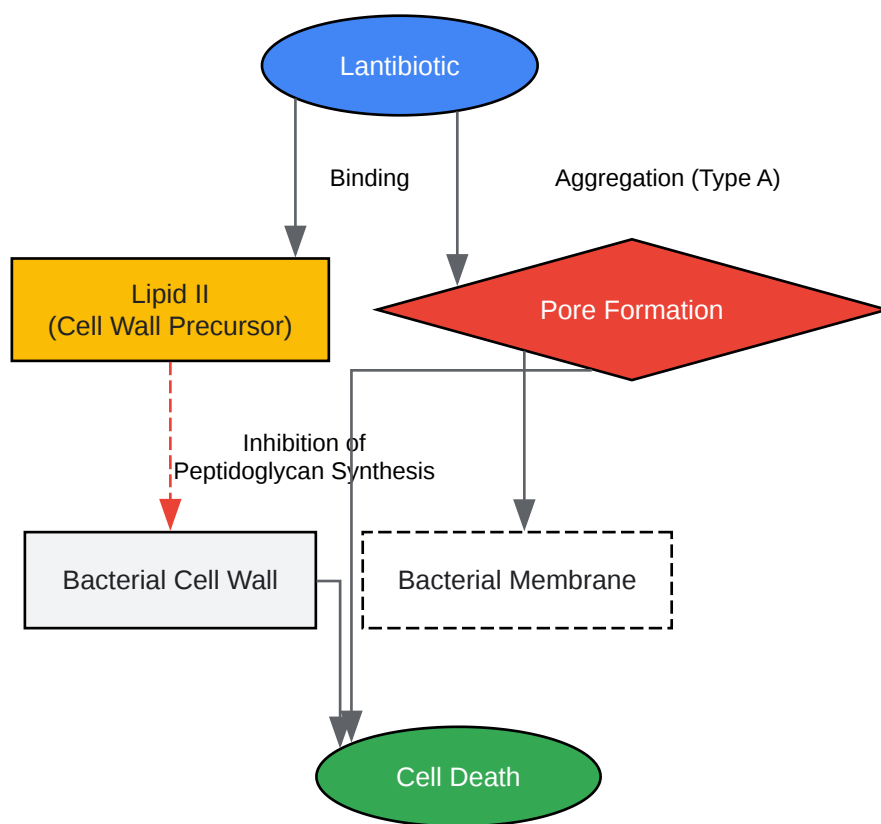 Lantibiotic
Binding
Aggregation (Type A)
Lipid II
(Cell Wall Precursor)
Pore Formation
Inhibition of
Peptidoglycan Synthesis
Bacterial Cell Wall
Bacterial Membrane
Cell Death